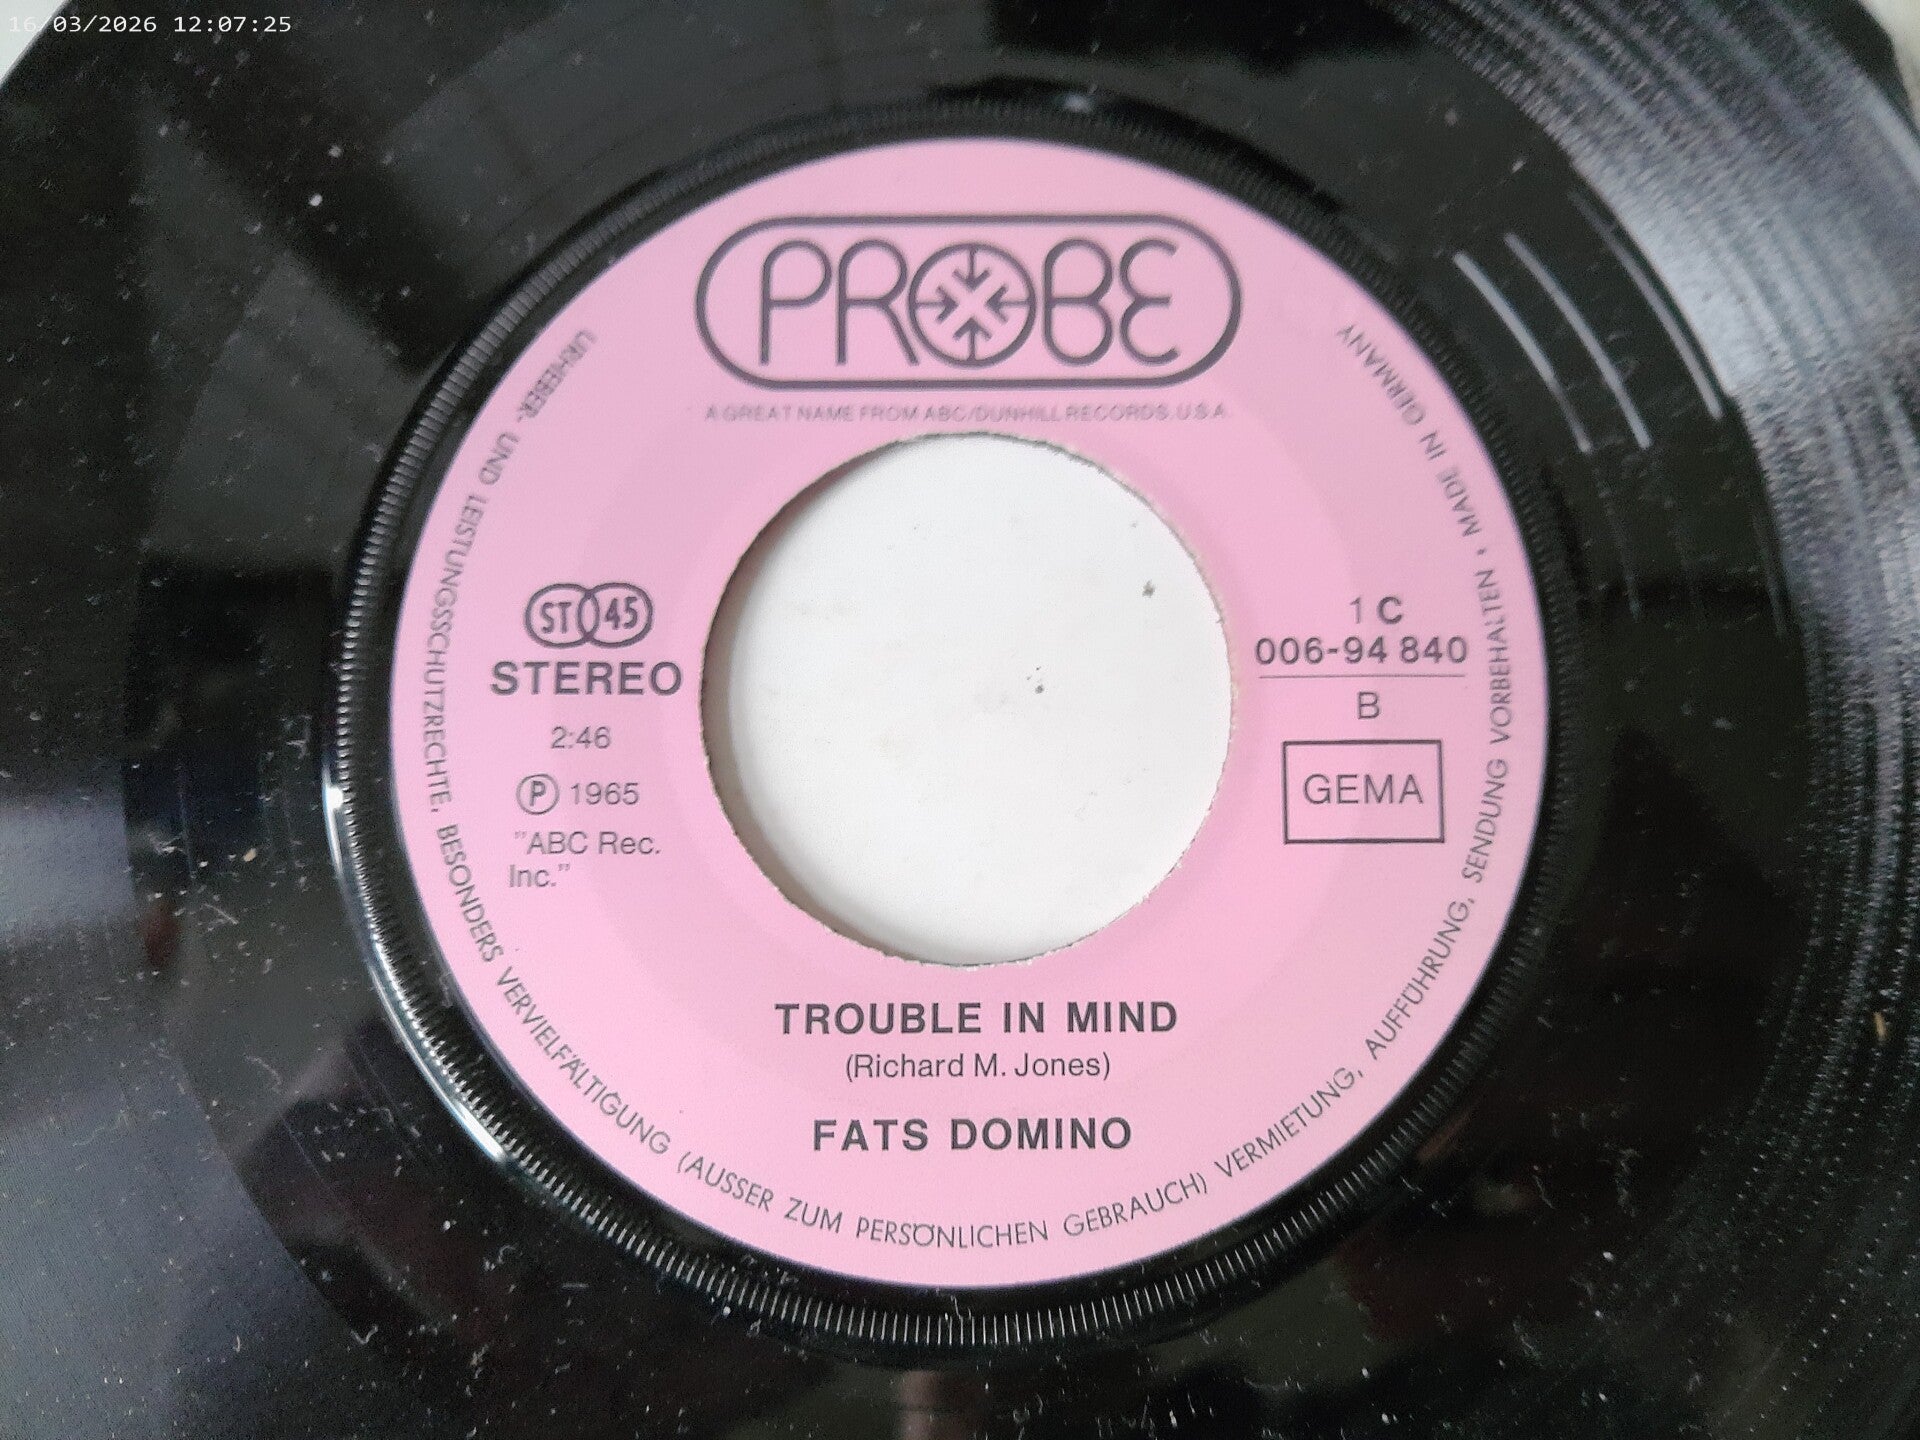 16/03/2026 12:07:25
PROBE
A GREAT NAME FROM ABC/DUNHILL RECORDS. U.S.A
ST 45
STEREO
2:46
Ⓟ 1965
"ABC Rec.
Inc."
1 C
006-94 840
B
GEMA
TROUBLE IN MIND
(Richard M. Jones)
FATS DOMINO
URHEBER- UND LEISTUNGSSCHUTZRECHTE, BESONDERS VERVIELFÄLTIGUNG (AUSSER ZUM PERSÖNLICHEN GEBRAUCH) VERMIETUNG, AUFFÜHRUNG, SENDUNG VORBEHALTEN • MADE IN GERMANY